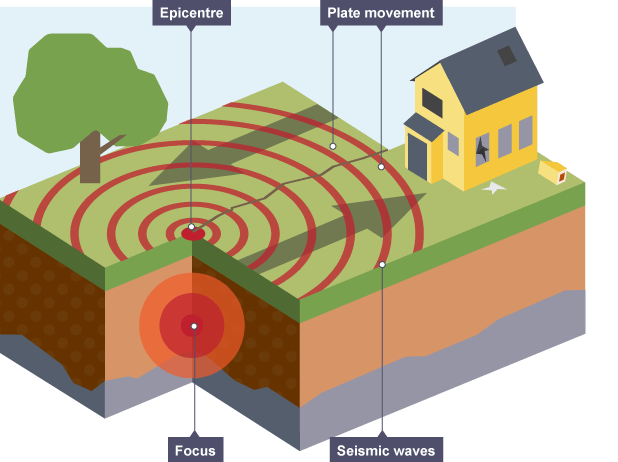 Epicentre
Plate movement
Focus
Seismic waves